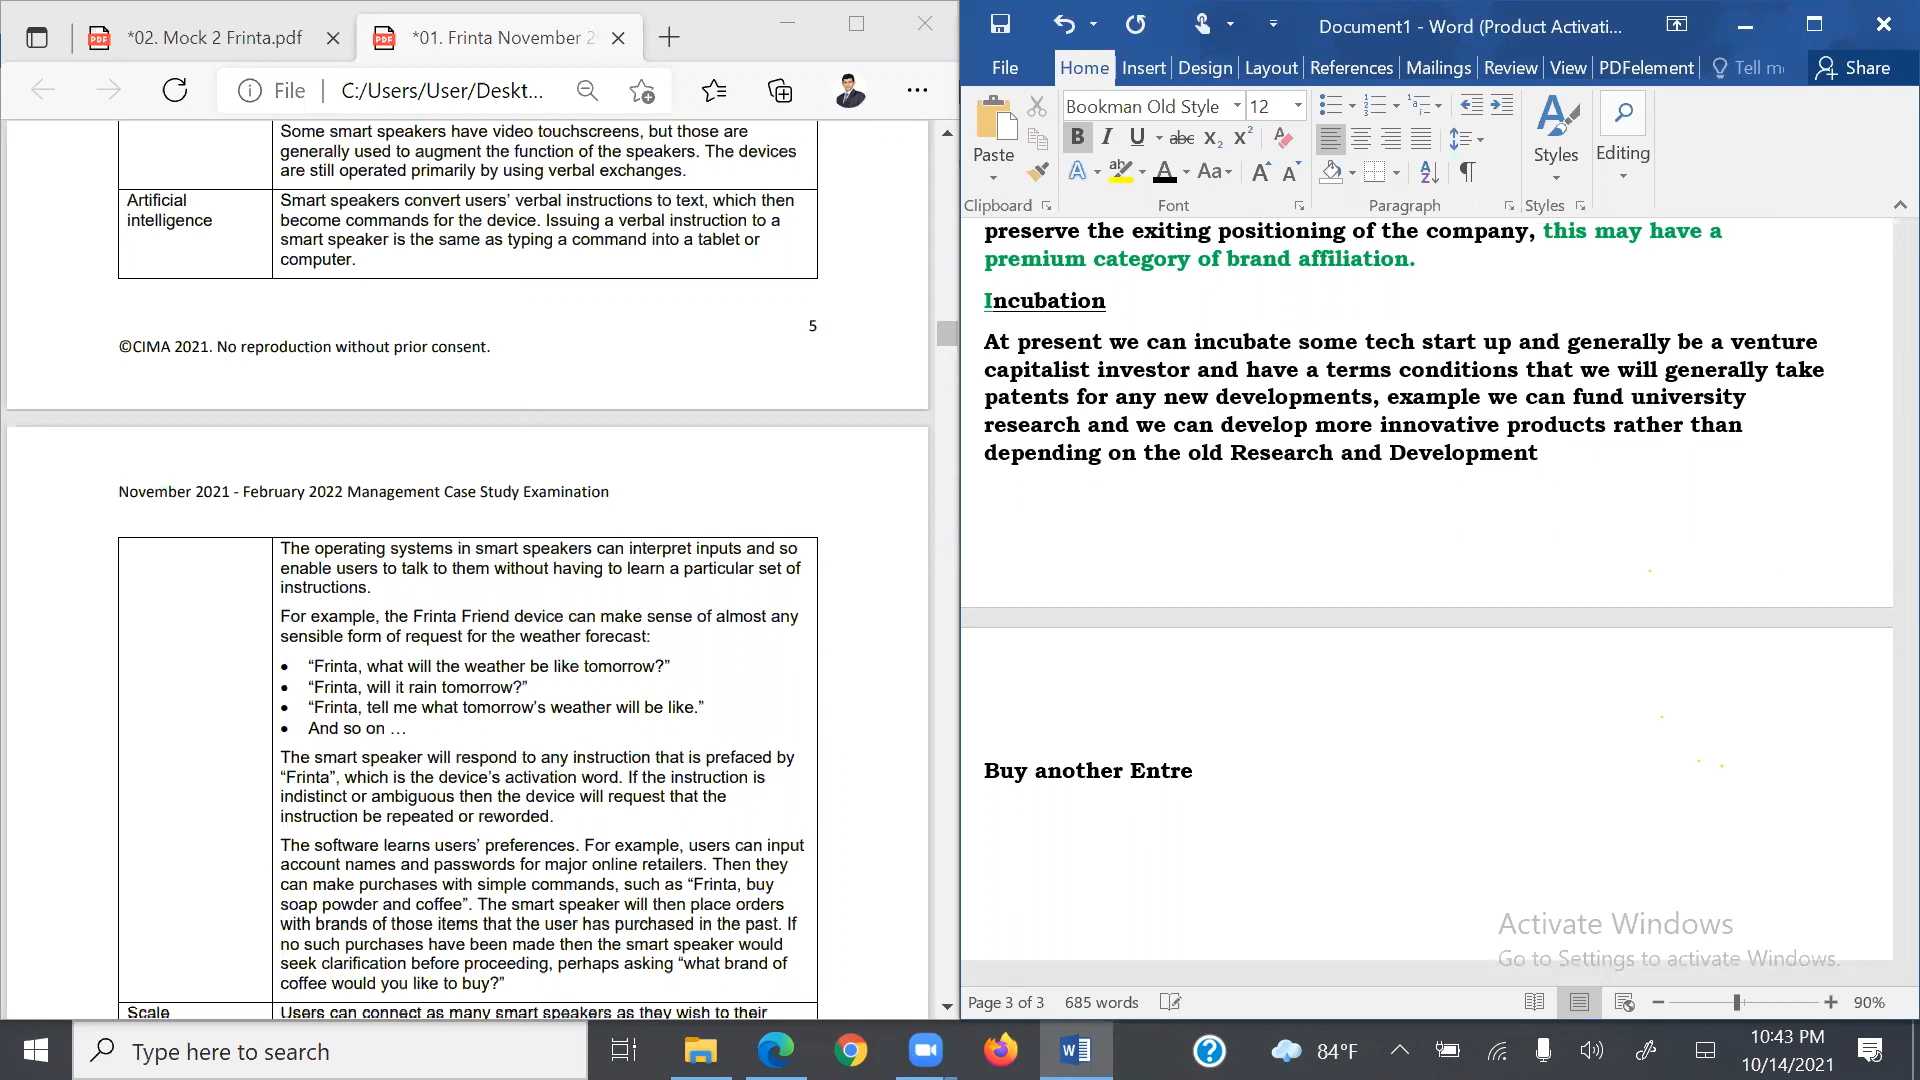 *02. Mock 2 Frinta.pdf
*01. Frinta November 2
File
C:/Users/User/Deskt...
Some smart speakers have video touchscreens, but those are
generally used to augment the function of the speakers. The devices
are still operated primarily by using verbal exchanges.
Artificial
intelligence
Smart speakers convert users’ verbal instructions to text, which then
become commands for the device. Issuing a verbal instruction to a
smart speaker is the same as typing a command into a tablet or
computer.
5
©CIMA 2021. No reproduction without prior consent.
November 2021 - February 2022 Management Case Study Examination
The operating systems in smart speakers can interpret inputs and so
enable users to talk to them without having to learn a particular set of
instructions.
For example, the Frinta Friend device can make sense of almost any
sensible form of request for the weather forecast:
• “Frinta, what will the weather be like tomorrow?”
• “Frinta, will it rain tomorrow?”
• “Frinta, tell me what tomorrow’s weather will be like.”
• And so on …
The smart speaker will respond to any instruction that is prefaced by
“Frinta”, which is the device’s activation word. If the instruction is
indistinct or ambiguous then the device will request that the
instruction be repeated or reworded.
The software learns users’ preferences. For example, users can input
account names and passwords for major online retailers. Then they
can make purchases with simple commands, such as “Frinta, buy
soap powder and coffee”. The smart speaker will then place orders
with brands of those items that the user has purchased in the past. If
no such purchases have been made then the smart speaker would
seek clarification before proceeding, perhaps asking “what brand of
coffee would you like to buy?”
Scale
Users can connect as many smart speakers as they wish to their
Document1 - Word (Product Activati...
File Home Insert Design Layout References Mailings Review View PDFelement Tell me Share
Bookman Old Style 12
Paste
Styles
Editing
Clipboard Font Paragraph Styles
preserve the exiting positioning of the company, this may have a
premium category of brand affiliation.
Incubation
At present we can incubate some tech start up and generally be a venture
capitalist investor and have a terms conditions that we will generally take
patents for any new developments, example we can fund university
research and we can develop more innovative products rather than
depending on the old Research and Development
Buy another Entre
Activate Windows
Go to Settings to activate Windows.
Page 3 of 3 685 words
90%
Type here to search
84°F
10:43 PM
10/14/2021